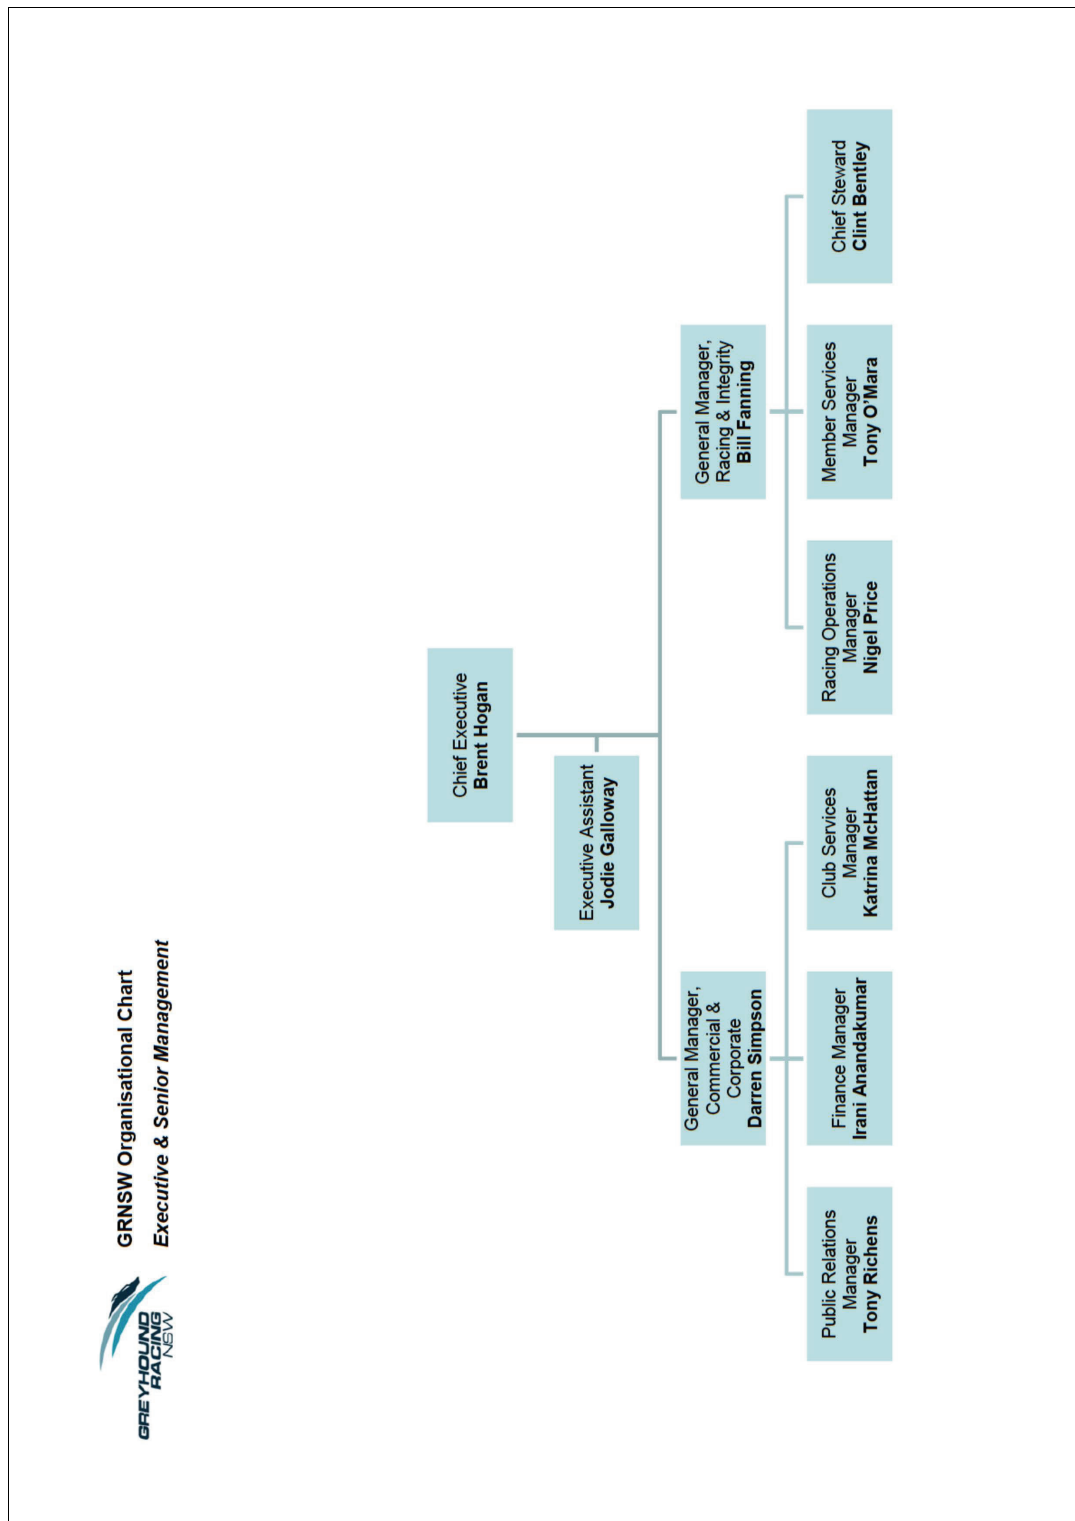 GREYHOUND
RACING
NSW
GRNSW Organisational Chart
Executive & Senior Management
Chief Executive
Brent Hogan
Executive Assistant
Jodie Galloway
General Manager,
Commercial &
Corporate
Darren Simpson
General Manager,
Racing & Integrity
Bill Fanning
Public Relations
Manager
Tony Richens
Finance Manager
Irani Anandakumar
Club Services
Manager
Katrina McHattan
Racing Operations
Manager
Nigel Price
Member Services
Manager
Tony O'Mara
Chief Steward
Clint Bentley